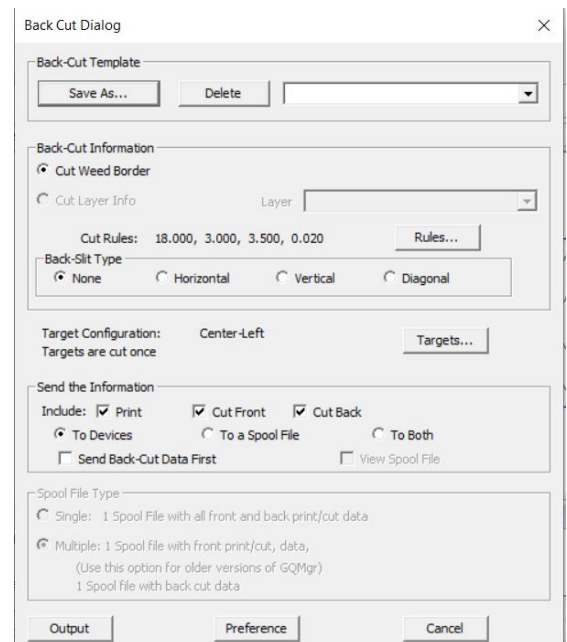 Back Cut Dialog
Back-Cut Template
Save As... Delete
Back-Cut Information
Cut Weed Border
Cut Layer Info Layer
Cut Rules: 18.000, 3.000, 3.500, 0.020 Rules...
Back-Slit Type
None Horizontal Vertical Diagonal
Target Configuration: Center-Left
Targets are cut once Targets...
Send the Information
Include: Print Cut Front Cut Back
To Devices To a Spool File To Both
Send Back-Cut Data First View Spool File
Spool File Type
Single: 1 Spool File with all front and back print/cut data
Multiple: 1 Spool file with front print/cut, data,
(Use this option for older versions of GQMgr)
1 Spool file with back cut data
Output Preference Cancel